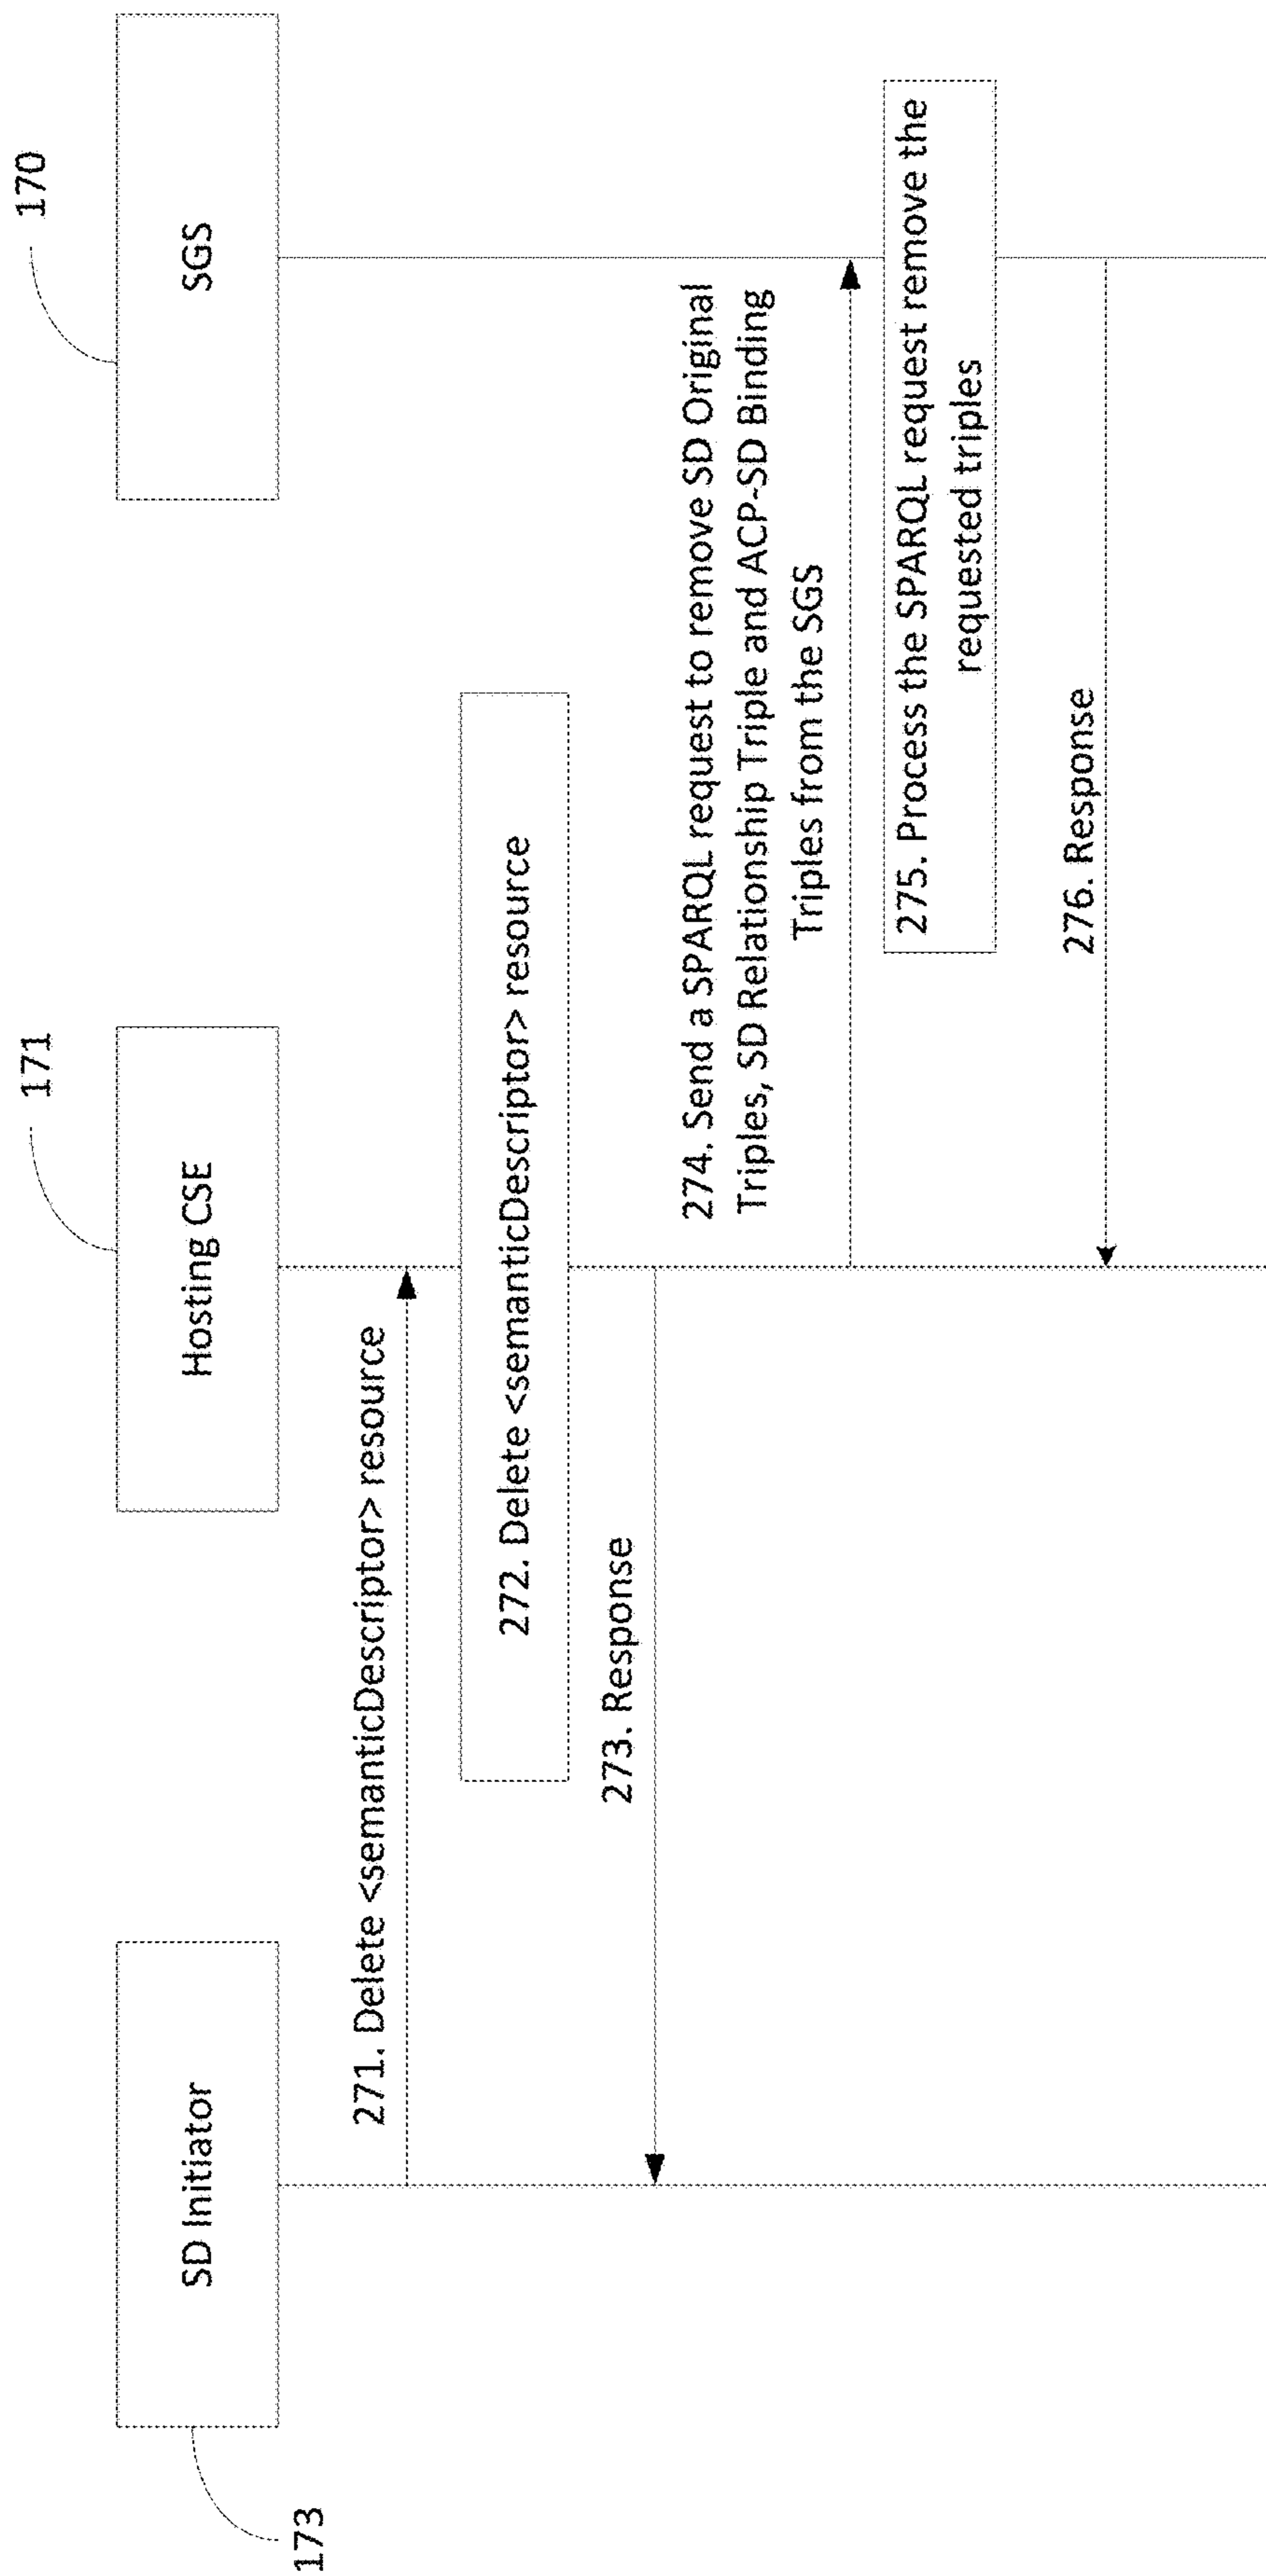 173
SD Initiator
171
Hosting CSE
170
SGS
271. Delete <semanticDescriptor> resource
272. Delete <semanticDescriptor> resource
273. Response
274. Send a SPARQL request to remove SD Original
Triples, SD Relationship Triple and ACP-SD Binding
Triples from the SGS
275. Process the SPARQL request remove the
requested triples
276. Response